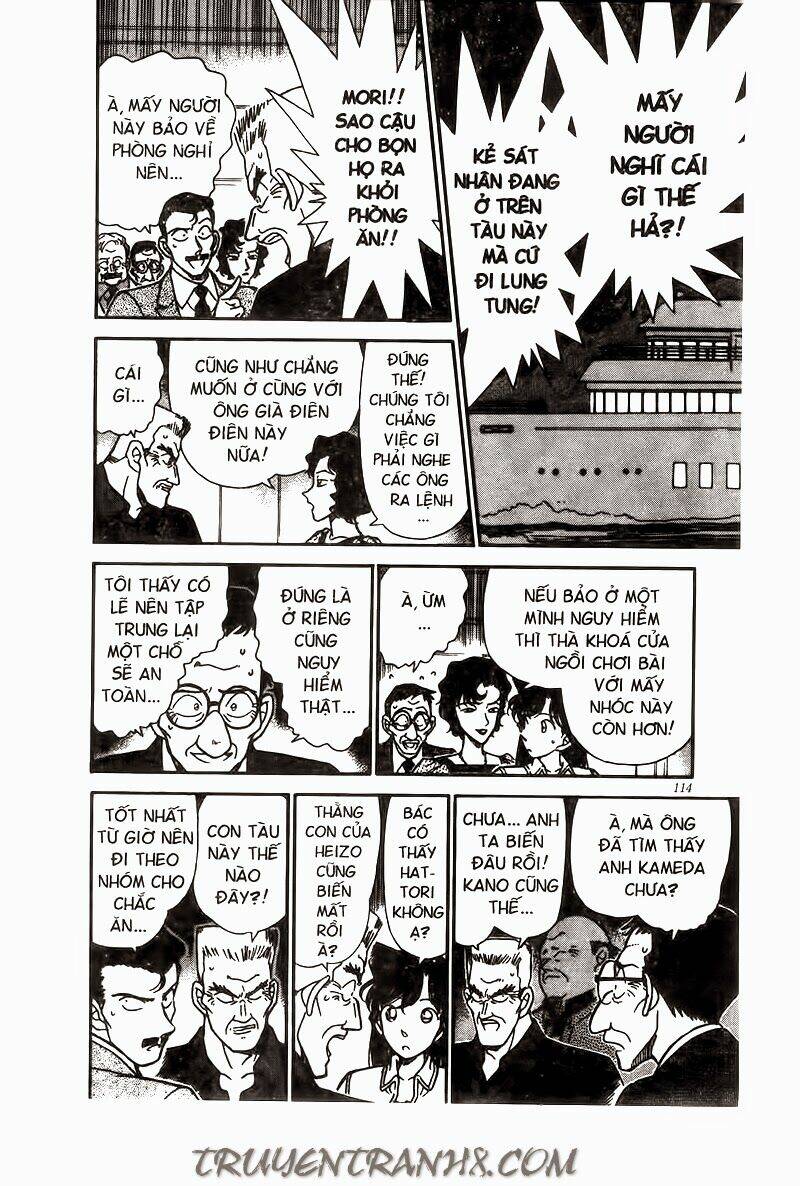 MẤY
NGƯỜI
NGHĨ CÁI
GÌ THẾ
HẢ?!
KẺ SÁT
NHÂN ĐANG
Ở TRÊN
TÀU NÀY
MÀ CỨ
ĐI LUNG
TUNG!
MORI!!
SAO CẬU
CHO BỌN
HỌ RA
KHỎI
PHÒNG
ĂN!!
À, MẤY NGƯỜI
NÀY BẢO VỀ
PHÒNG NGHỈ
NÊN...
ĐÚNG
THẾ!
CHÚNG TÔI
CHẲNG
VIỆC GÌ
PHẢI NGHE
CÁC ÔNG
RA LỆNH
...
CŨNG NHƯ CHẲNG
MUỐN Ở CÙNG VỚI
ÔNG GIÀ ĐIÊN
ĐIÊN NÀY
NỮA!
CÁI
GÌ...
NẾU BẢO Ở MỘT
MÌNH NGUY HIỂM
THÌ THÀ KHOÁ CỬA
NGỒI CHƠI BÀI
VỚI MẤY
NHÓC NÀY
CÒN HƠN!
À, ỪM
...
ĐÚNG LÀ
Ở RIÊNG
CŨNG
NGUY
HIỂM
THẬT...
TÔI THẤY CÓ
LẼ NÊN TẬP
TRUNG LẠI
MỘT CHỖ
SẼ AN
TOÀN...
114
À, MÀ ÔNG
ĐÃ TÌM THẤY
ANH KAMEDA
CHƯA?
CHƯA... ANH
TA BIẾN
ĐÂU RỒI!
KANO CŨNG
THẾ...
BÁC
CÓ
THẤY
HAT-
TORI
KHÔNG
Ạ?
THẰNG
CON CỦA
HEIZO
CŨNG
BIẾN
MẤT
RỒI
À?
CON TÀU
NÀY THẾ
NÀO
ĐÂY?!
TỐT NHẤT
TỪ GIỜ NÊN
ĐI THEO
NHÓM CHO
CHẮC
ĂN...
TRUYENTRANH8.COM